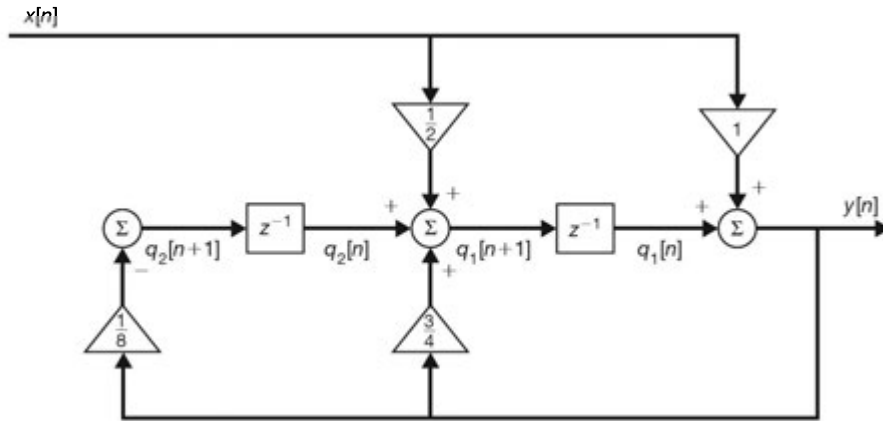 x[n]
1
2
1
+
+
+
+
Σ
z⁻¹
Σ
z⁻¹
Σ
y[n]
q₂[n+1]
q₂[n]
q₁[n+1]
q₁[n]
−
+
1
8
3
4